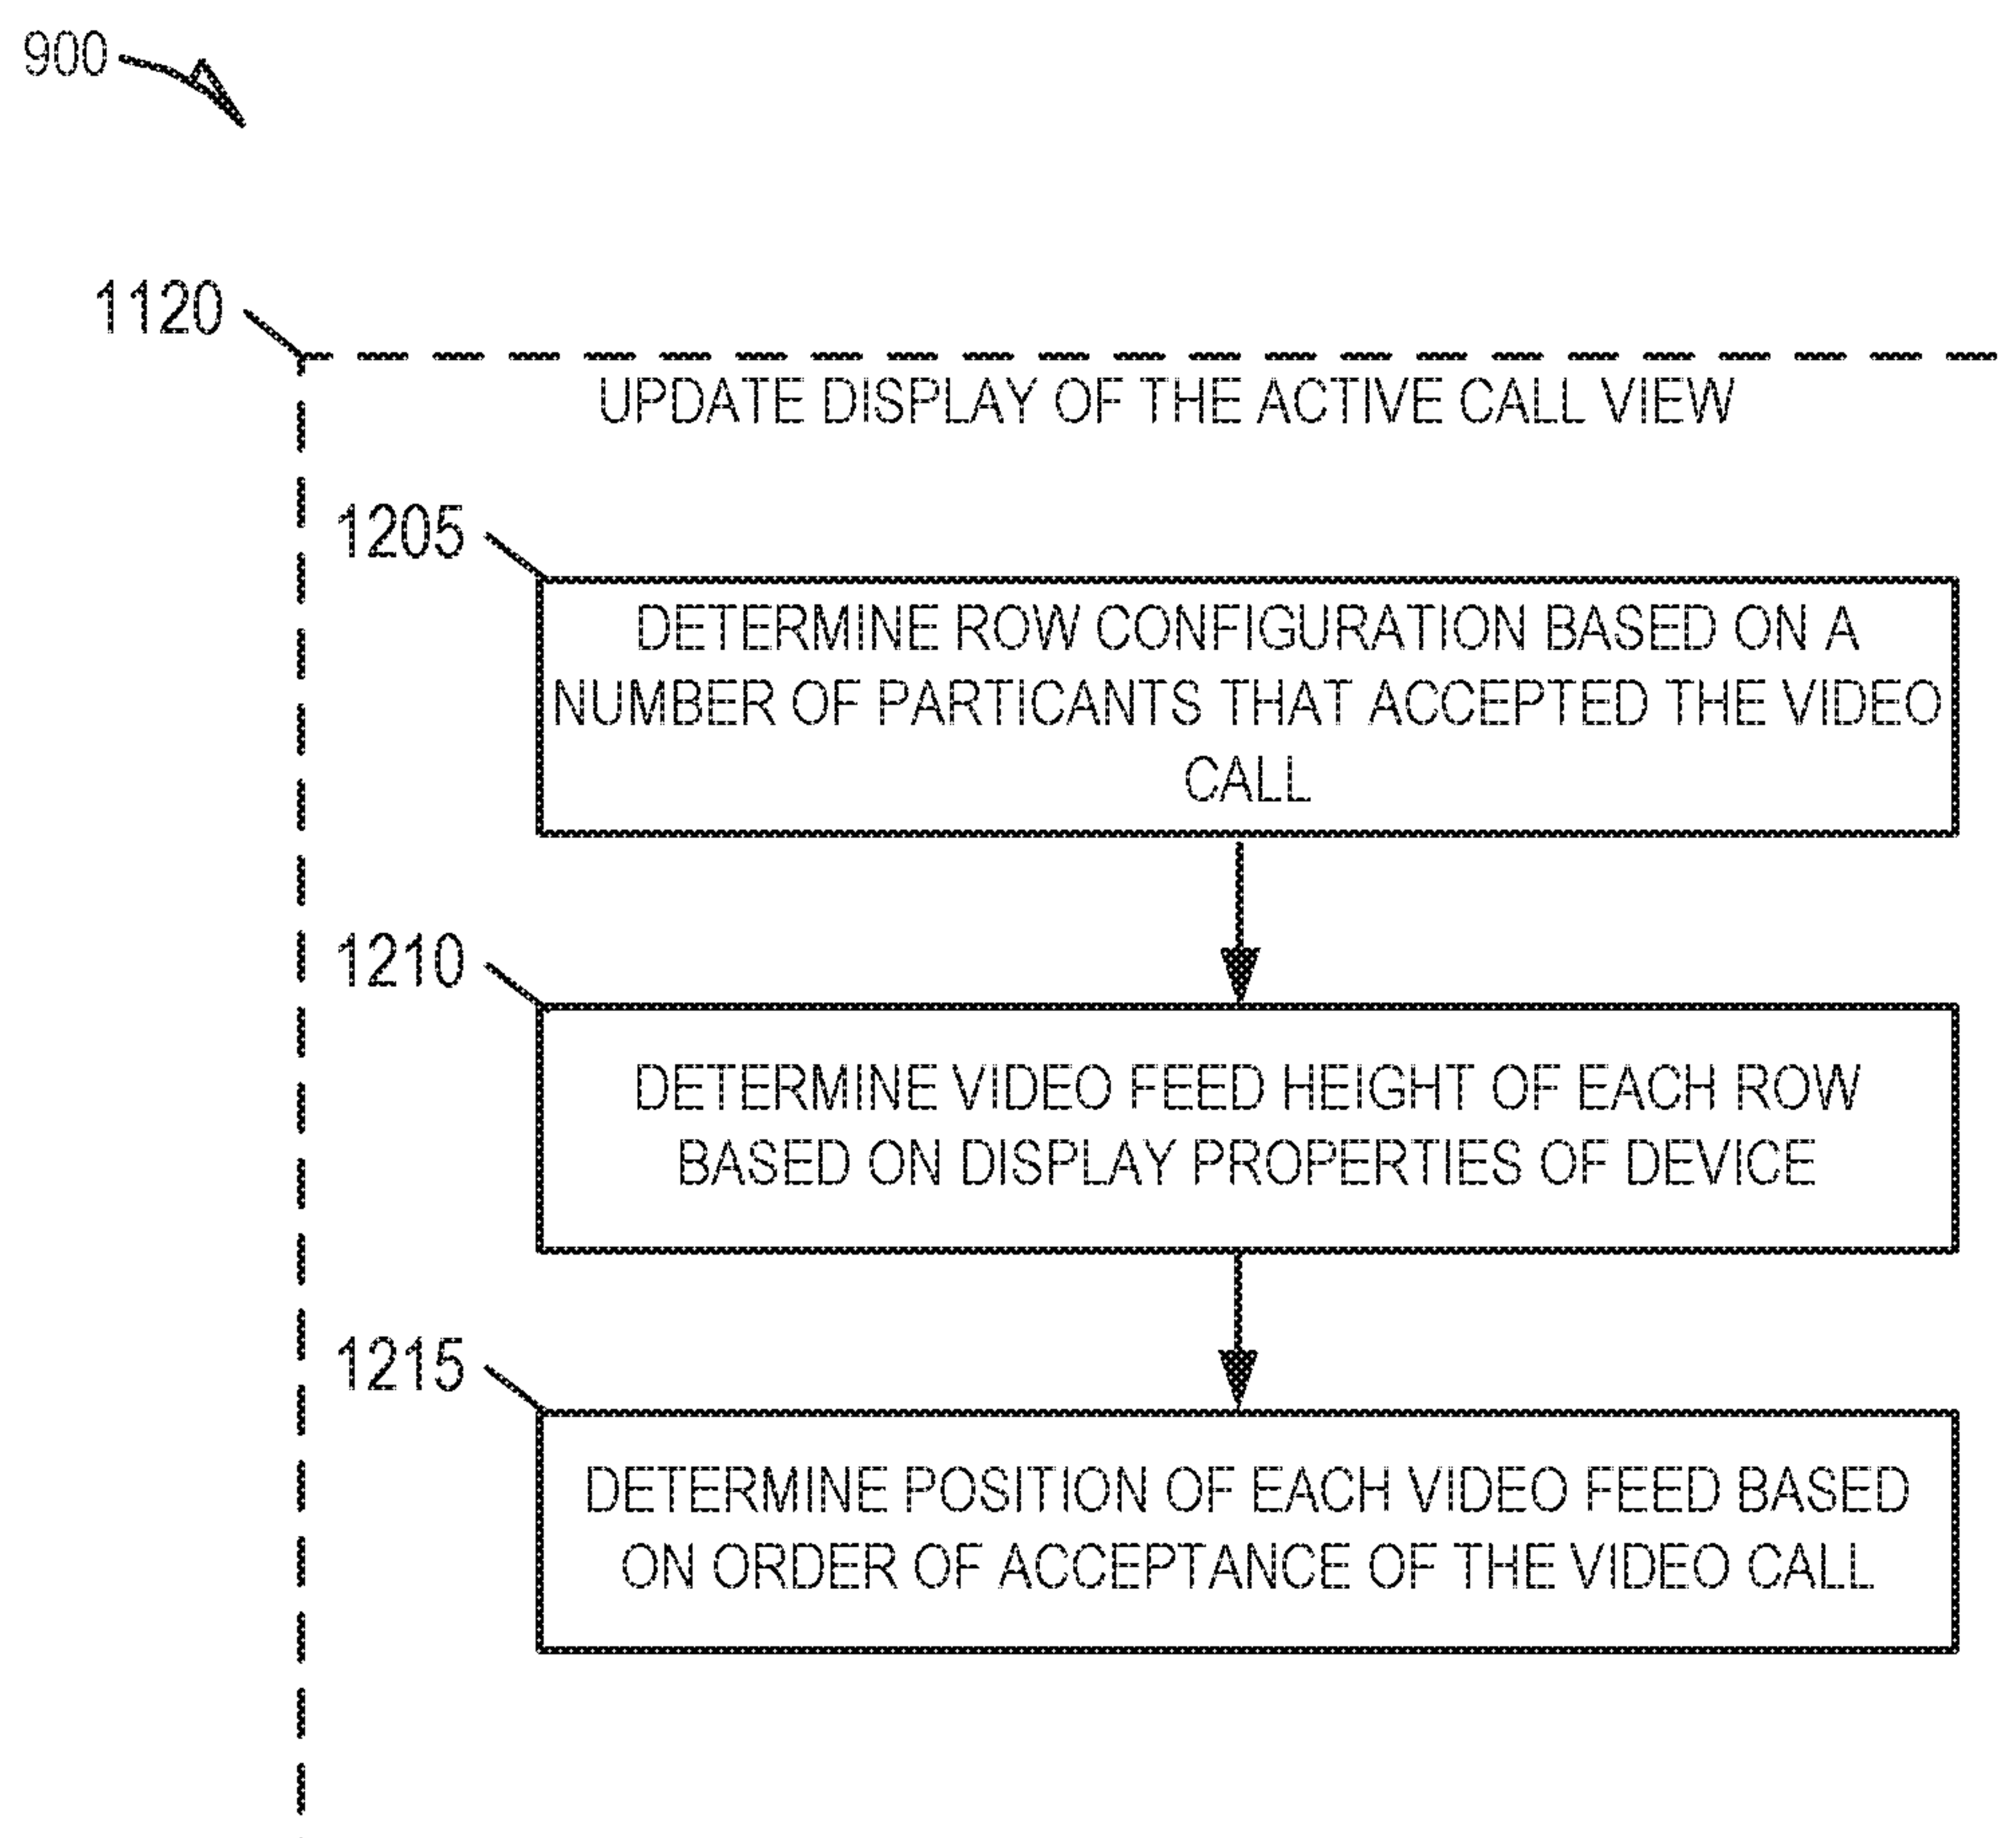 900
1120
UPDATE DISPLAY OF THE ACTIVE CALL VIEW
1205
DETERMINE ROW CONFIGURATION BASED ON A
NUMBER OF PARTICANTS THAT ACCEPTED THE VIDEO
CALL
1210
DETERMINE VIDEO FEED HEIGHT OF EACH ROW
BASED ON DISPLAY PROPERTIES OF DEVICE
1215
DETERMINE POSITION OF EACH VIDEO FEED BASED
ON ORDER OF ACCEPTANCE OF THE VIDEO CALL